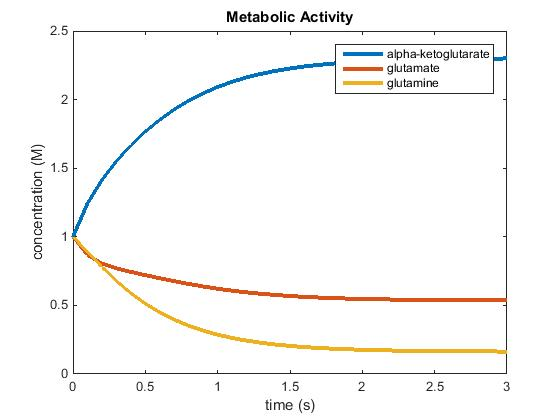 Metabolic Activity
alpha-ketoglutarate
glutamate
glutamine
2.5
2
1.5
1
0.5
0
concentration (M)
0
0.5
1
1.5
2
2.5
3
time (s)